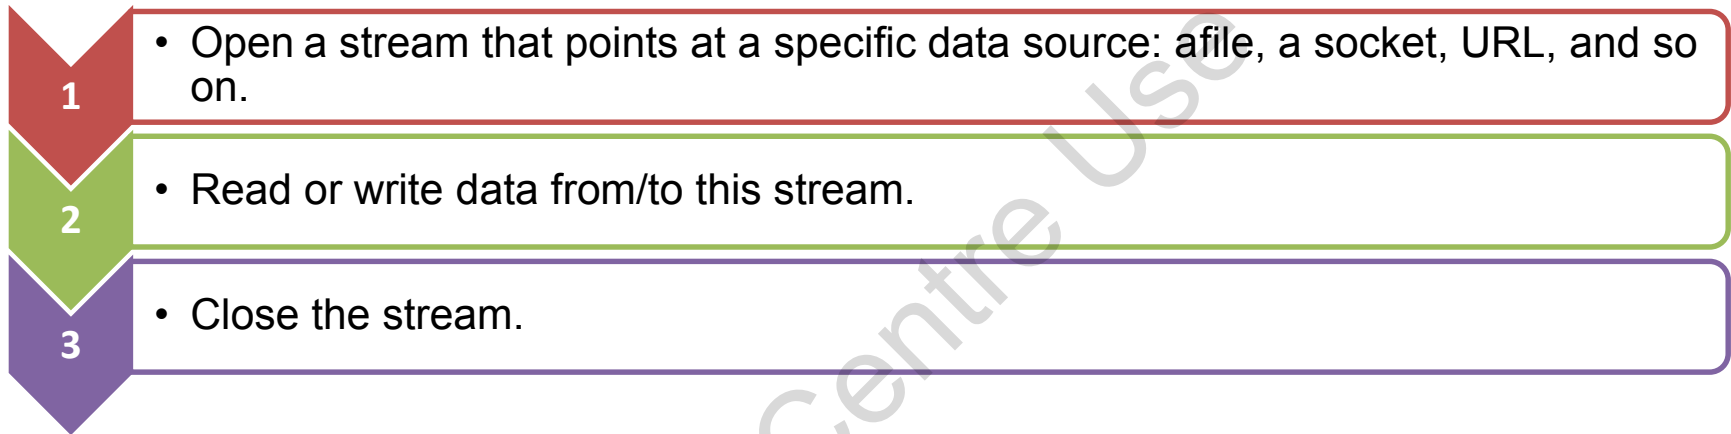 1
• Open a stream that points at a specific data source: afile, a socket, URL, and so
on.
2
• Read or write data from/to this stream.
3
• Close the stream.
Centre Use